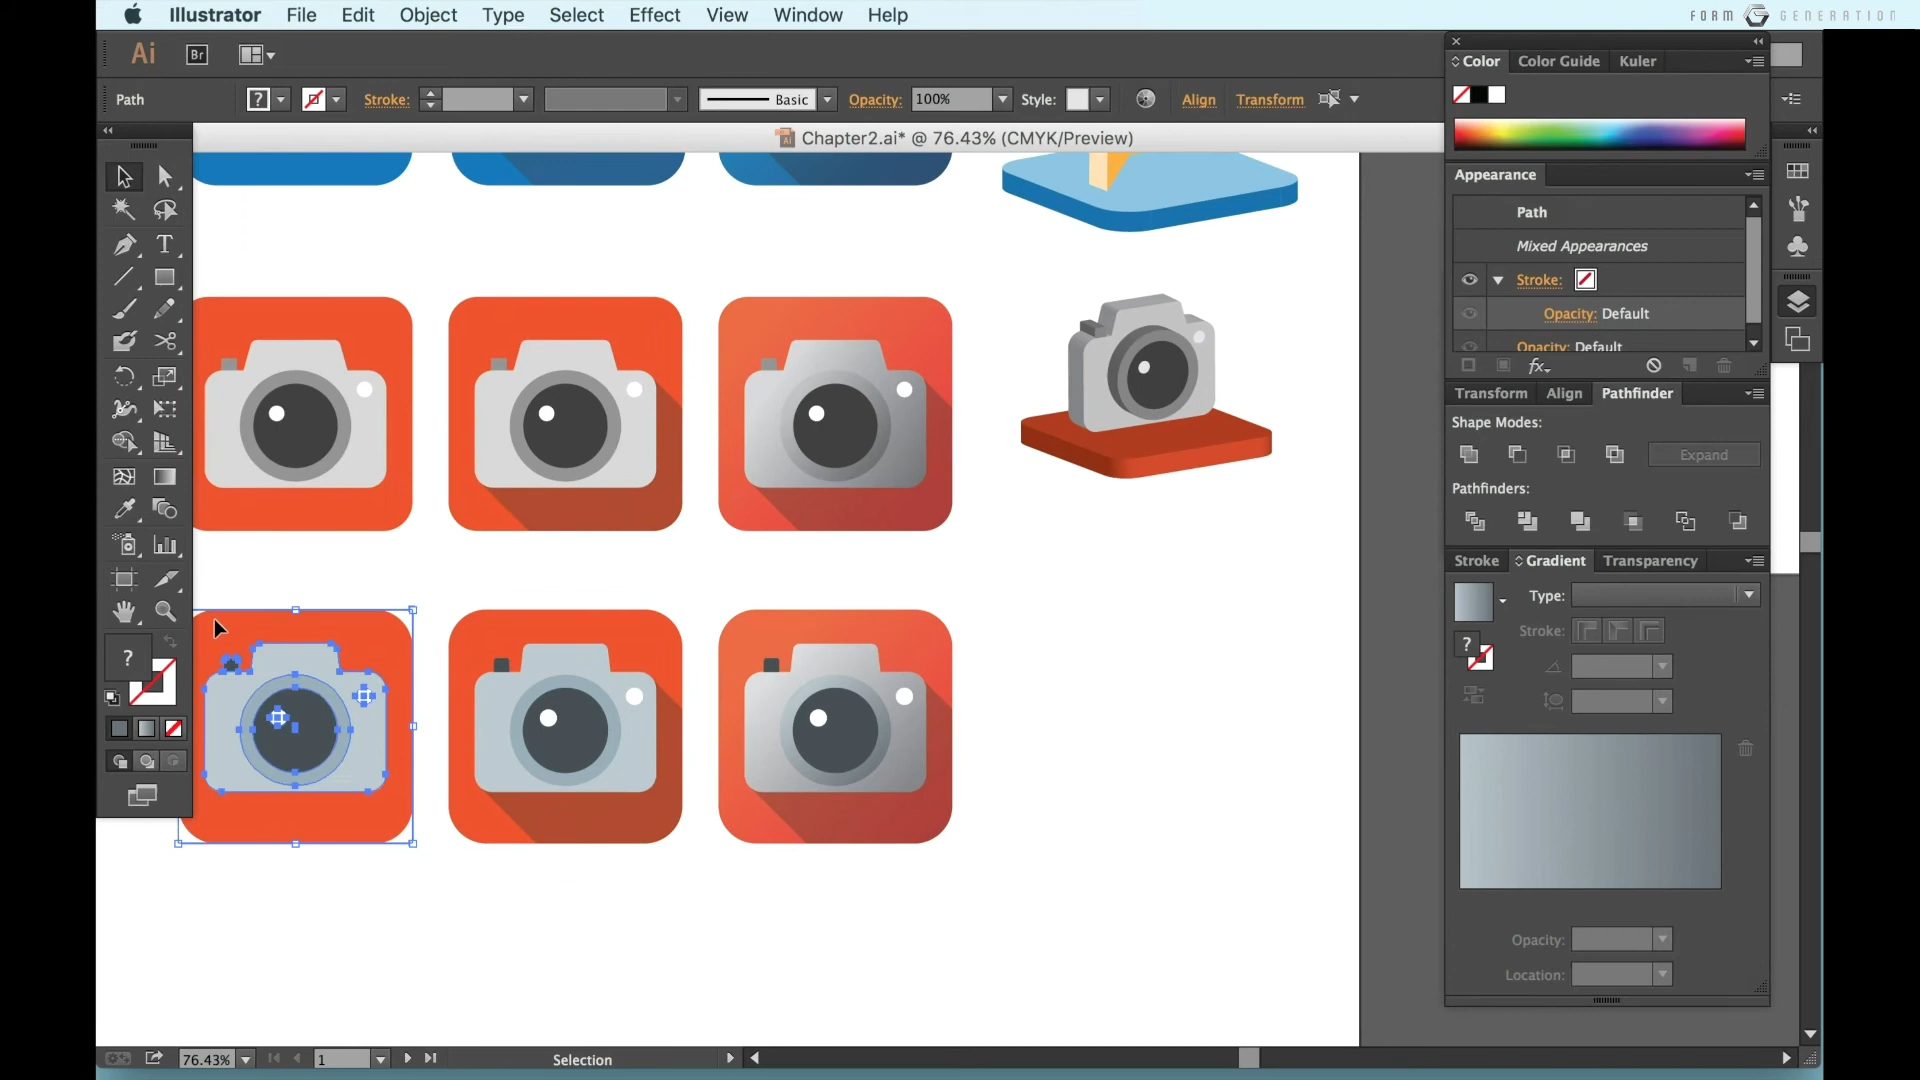 Illustrator File Edit Object Type Select Effect View Window Help
FORM GENERATION
Ai Br
Color Color Guide Kuler
Path ? Stroke: Basic Opacity: 100% Style: Align Transform
Chapter2.ai* @ 76.43% (CMYK/Preview)
Appearance
Path
Mixed Appearances
Stroke:
Opacity: Default
Opacity: Default
fx
Transform Align Pathfinder
Shape Modes:
Expand
Pathfinders:
Stroke Gradient Transparency
Type:
Stroke:
?
?
Opacity:
Location:
76.43% 1 Selection